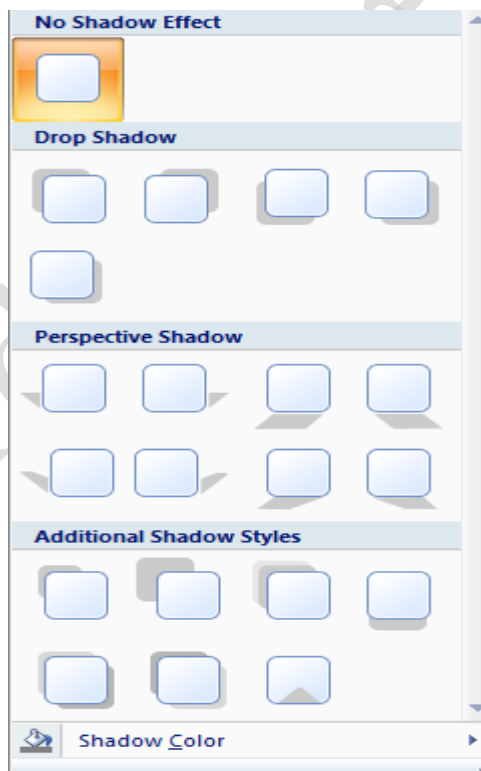 No Shadow Effect
Drop Shadow
Perspective Shadow
Additional Shadow Styles
Shadow Color